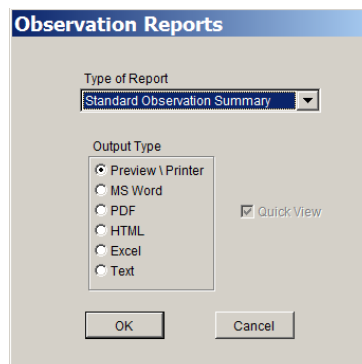 Observation Reports
Type of Report
Standard Observation Summary
Output Type
Preview \ Printer
MS Word
PDF
Quick View
HTML
Excel
Text
OK Cancel